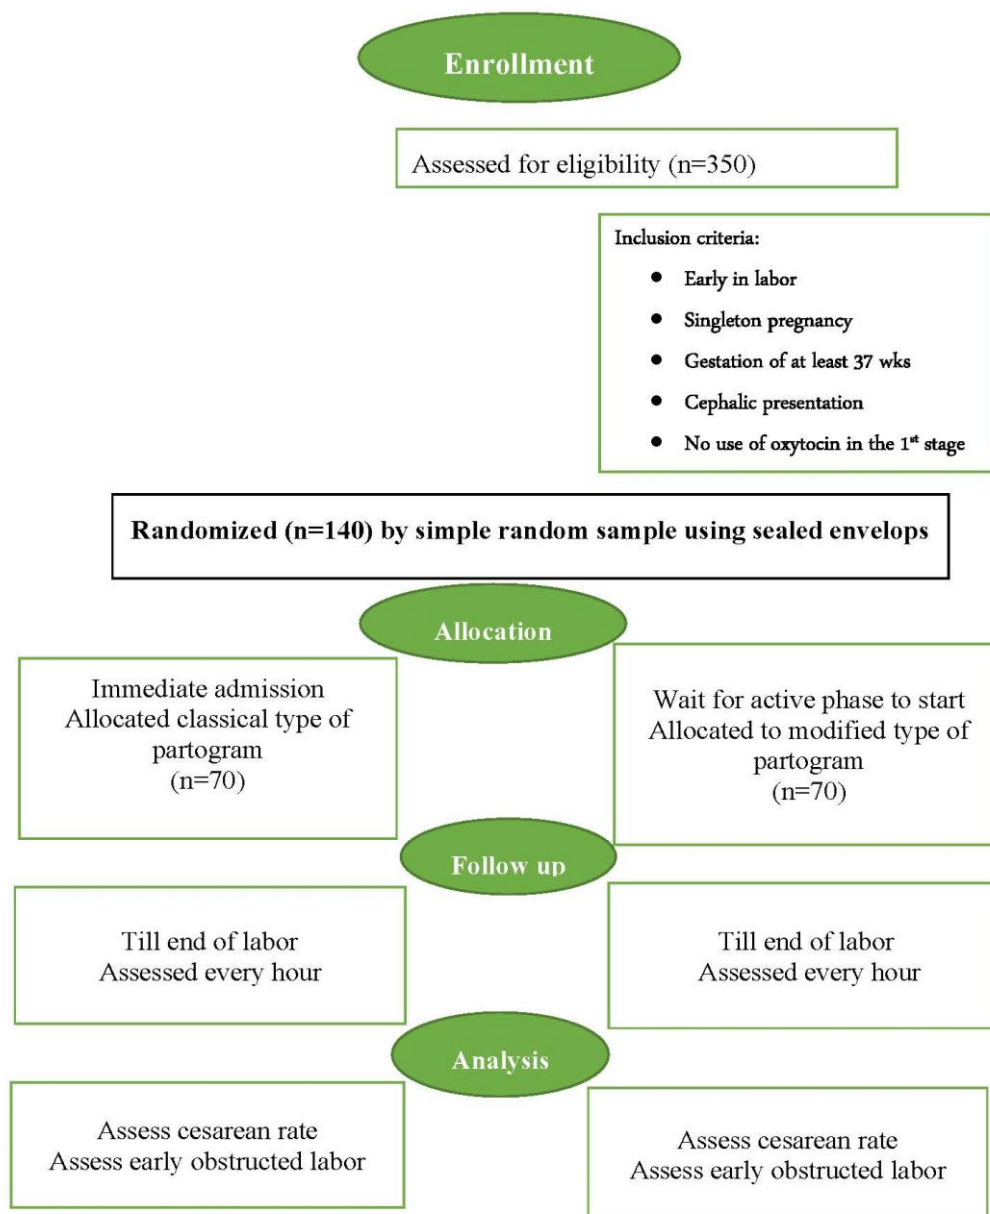 Enrollment
Assessed for eligibility (n=350)
Inclusion criteria:
● Early in labor
● Singleton pregnancy
● Gestation of at least 37 wks
● Cephalic presentation
● No use of oxytocin in the 1st stage
Randomized (n=140) by simple random sample using sealed envelops
Allocation
Immediate admission
Allocated classical type of
partogram
(n=70)
Wait for active phase to start
Allocated to modified type of
partogram
(n=70)
Follow up
Till end of labor
Assessed every hour
Till end of labor
Assessed every hour
Analysis
Assess cesarean rate
Assess early obstructed labor
Assess cesarean rate
Assess early obstructed labor